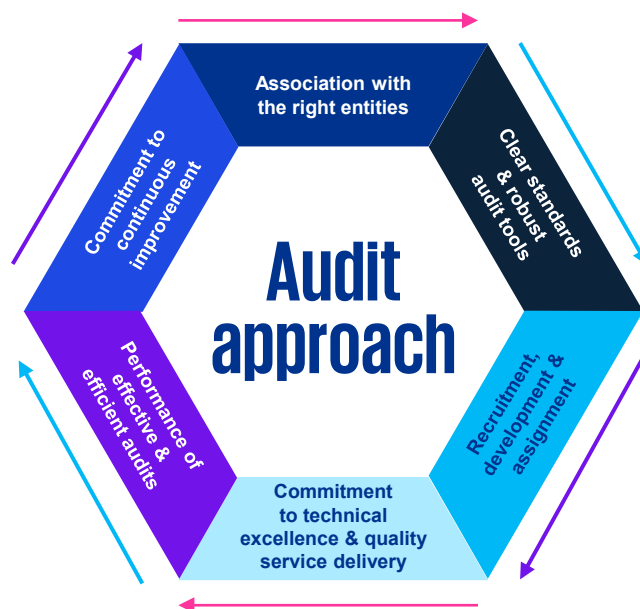 Association with
the right entities
Clear standards
& robust
audit tools
Recruitment,
development &
assignment
Commitment
to technical
excellence & quality
service delivery
Performance of
effective &
efficient audits
Commitment to
continuous
improvement
Audit
approach